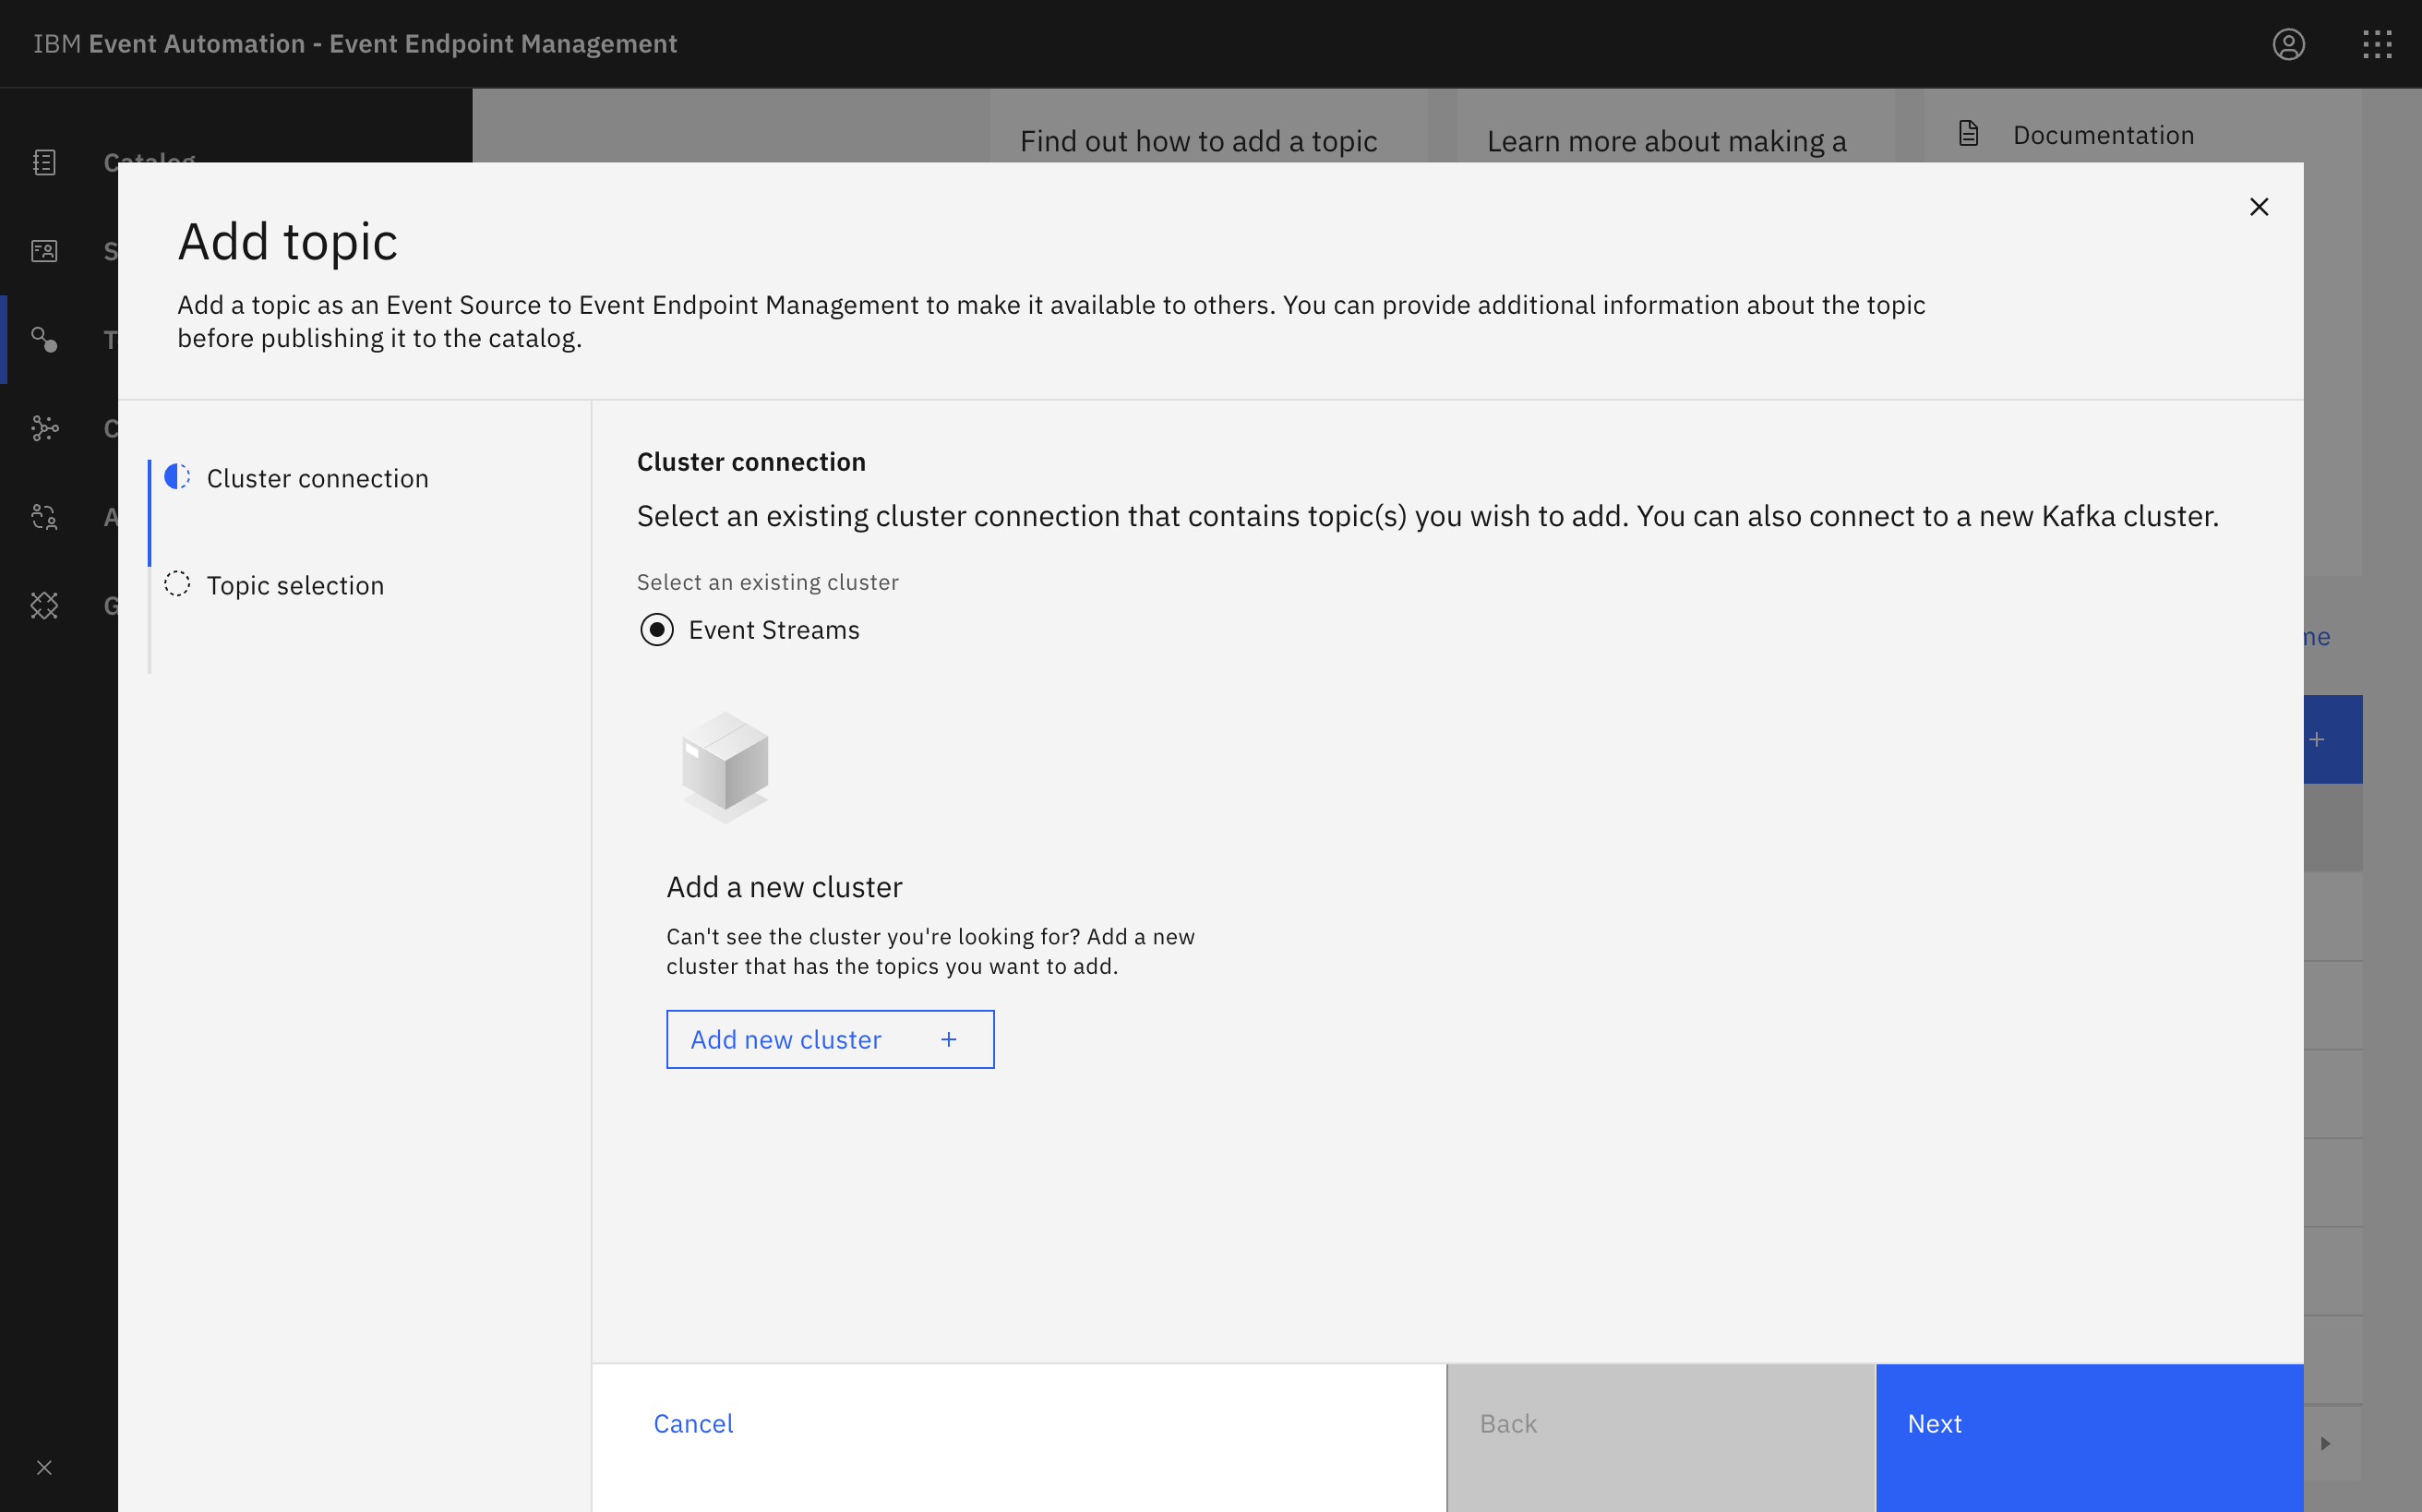 IBM Event Automation - Event Endpoint Management
Find out how to add a topic
Learn more about making a
Documentation
Catalog
Add topic
Add a topic as an Event Source to Event Endpoint Management to make it available to others. You can provide additional information about the topic
before publishing it to the catalog.
Cluster connection
Topic selection
Cluster connection
Select an existing cluster connection that contains topic(s) you wish to add. You can also connect to a new Kafka cluster.
Select an existing cluster
Event Streams
Add a new cluster
Can't see the cluster you're looking for? Add a new
cluster that has the topics you want to add.
Add new cluster +
Cancel
Back
Next